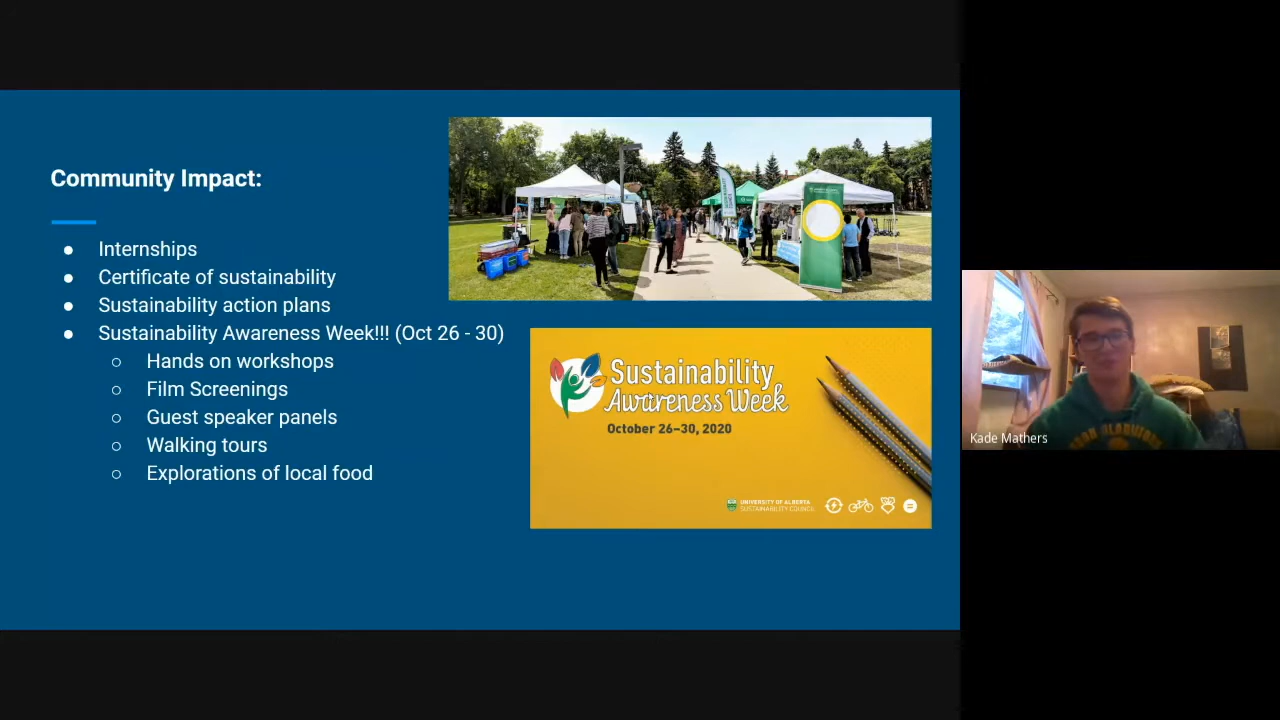 Community Impact:
● Internships
● Certificate of sustainability
● Sustainability action plans
● Sustainability Awareness Week!!! (Oct 26 - 30)
○ Hands on workshops
○ Film Screenings
○ Guest speaker panels
○ Walking tours
○ Explorations of local food
Sustainability
Awareness Week
October 26–30, 2020
UNIVERSITY OF ALBERTA
SUSTAINABILITY COUNCIL
Kade Mathers